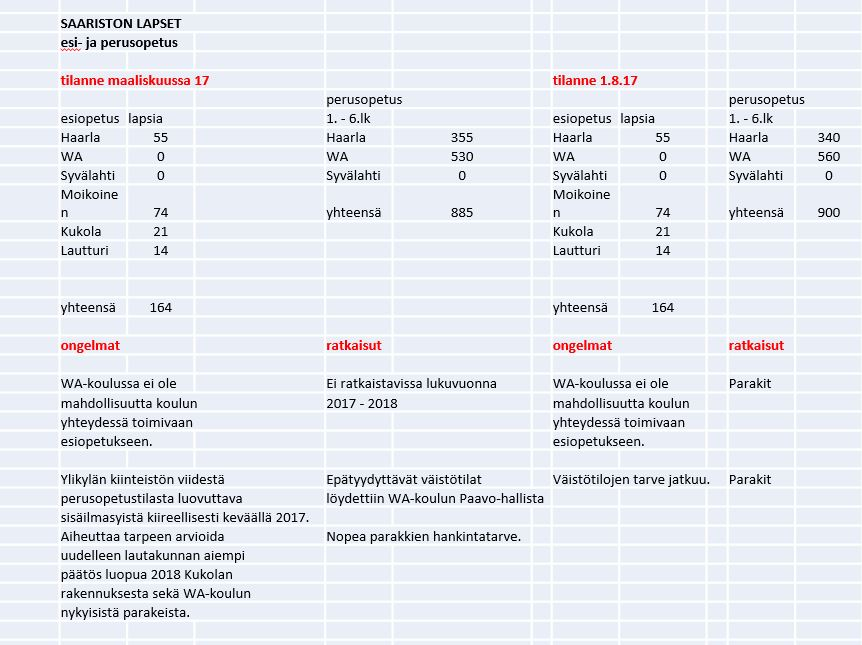 SAARISTON LAPSET
esi- ja perusopetus
tilanne maaliskuussa 17
perusopetus
esiopetus lapsia 1. - 6.lk
Haarla 55 Haarla 355
WA 0 WA 530
Syvälahti 0 Syvälahti 0
Moikoine
n 74 yhteensä 885
Kukola 21
Lautturi 14
yhteensä 164
tilanne 1.8.17
perusopetus
esiopetus lapsia 1. - 6.lk
Haarla 55 Haarla 340
WA 0 WA 560
Syvälahti 0 Syvälahti 0
Moikoine
n 74 yhteensä 900
Kukola 21
Lautturi 14
yhteensä 164
ongelmat
WA-koulussa ei ole
mahdollisuutta koulun
yhteydessä toimivaan
esiopetukseen.
Ylikylän kiinteistön viidestä
perusopetustilasta luovuttava
sisäilmasyistä kiireellisesti keväällä 2017.
Aiheuttaa tarpeen arvioida
uudelleen lautakunnan aiempi
päätös luopua 2018 Kukolan
rakennuksesta sekä WA-koulun
nykyisistä parakeista.
ratkaisut
Ei ratkaistavissa lukuvuonna
2017 - 2018
Epätyydyttävät väistötilat
löydettiin WA-koulun Paavo-hallista
Nopea parakkien hankintatarve.
ongelmat
WA-koulussa ei ole
mahdollisuutta koulun
yhteydessä toimivaan
esiopetukseen.
Väistötilojen tarve jatkuu.
ratkaisut
Parakit
Parakit